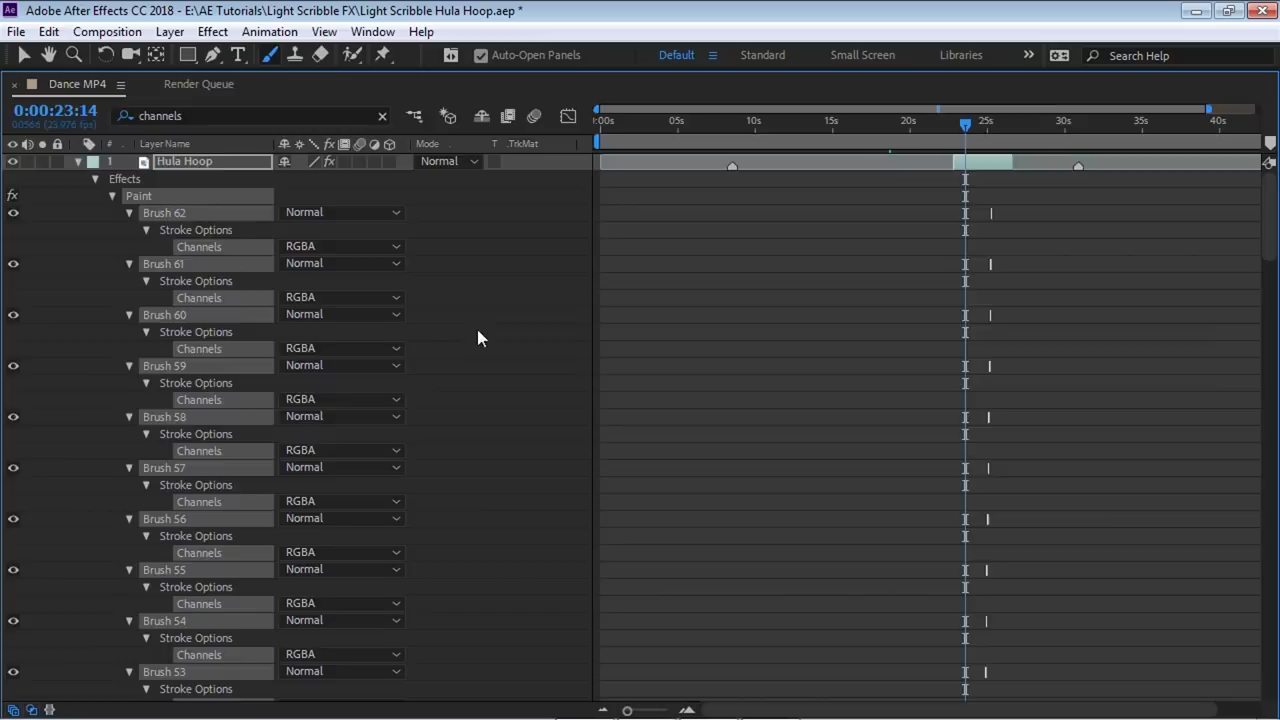 Adobe After Effects CC 2018 - E:\AE Tutorials\Light Scribble FX\Light Scribble Hula Hoop.aep *
File Edit Composition Layer Effect Animation View Window Help
Auto-Open Panels Default Standard Small Screen Libraries Search Help
Dance MP4 Render Queue
0:00:23:14
00566 (23.976 fps)
channels
:00s 05s 10s 15s 20s 25s 30s 35s 40s
# Layer Name Mode T .TrkMat
1 Hula Hoop Normal
Effects
fx Paint
Brush 62 Normal
Stroke Options
Channels RGBA
Brush 61 Normal
Stroke Options
Channels RGBA
Brush 60 Normal
Stroke Options
Channels RGBA
Brush 59 Normal
Stroke Options
Channels RGBA
Brush 58 Normal
Stroke Options
Channels RGBA
Brush 57 Normal
Stroke Options
Channels RGBA
Brush 56 Normal
Stroke Options
Channels RGBA
Brush 55 Normal
Stroke Options
Channels RGBA
Brush 54 Normal
Stroke Options
Channels RGBA
Brush 53 Normal
Stroke Options